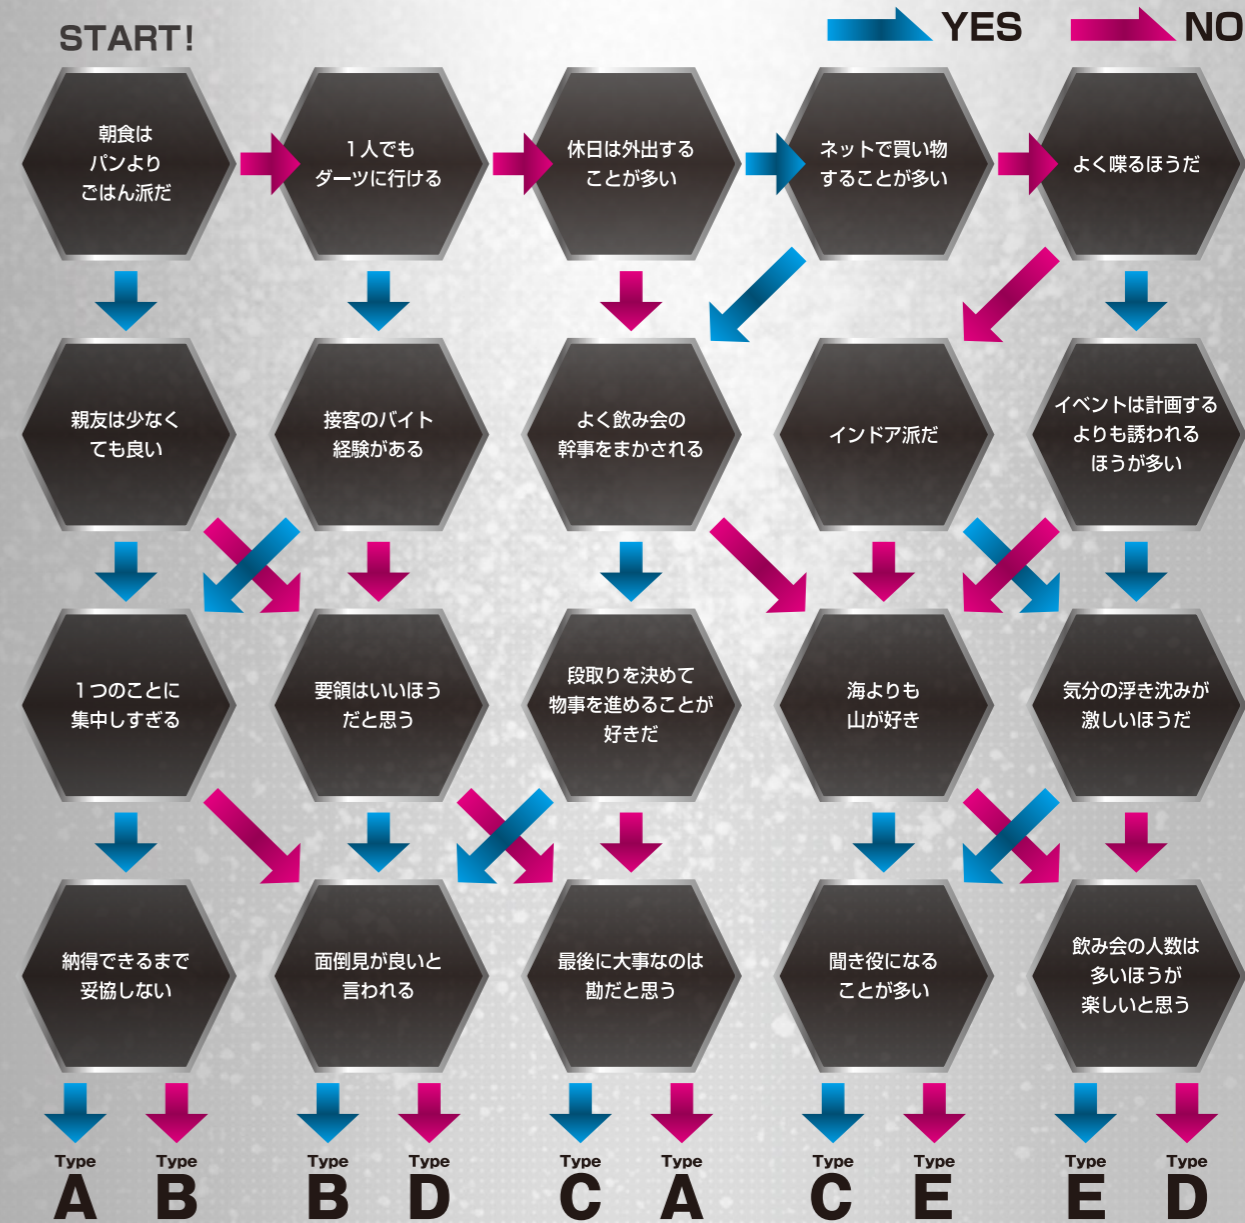 START!
YES
NO
朝食は
パンより
ごはん派だ
1人でも
ダーツに行ける
休日は外出する
ことが多い
ネットで買い物
することが多い
よく喋るほうだ
親友は少なく
ても良い
接客のバイト
経験がある
よく飲み会の
幹事をまかされる
インドア派だ
イベントは計画する
よりも誘われる
ほうが多い
1つのことに
集中しすぎる
要領はいいほう
だと思う
段取りを決めて
物事を進めることが
好きだ
海よりも
山が好き
気分の浮き沈みが
激しいほうだ
納得できるまで
妥協しない
面倒見が良いと
言われる
最後に大事なのは
勘だと思う
聞き役になる
ことが多い
飲み会の人数は
多いほうが
楽しいと思う
Type
A
Type
B
Type
B
Type
D
Type
C
Type
A
Type
C
Type
E
Type
E
Type
D